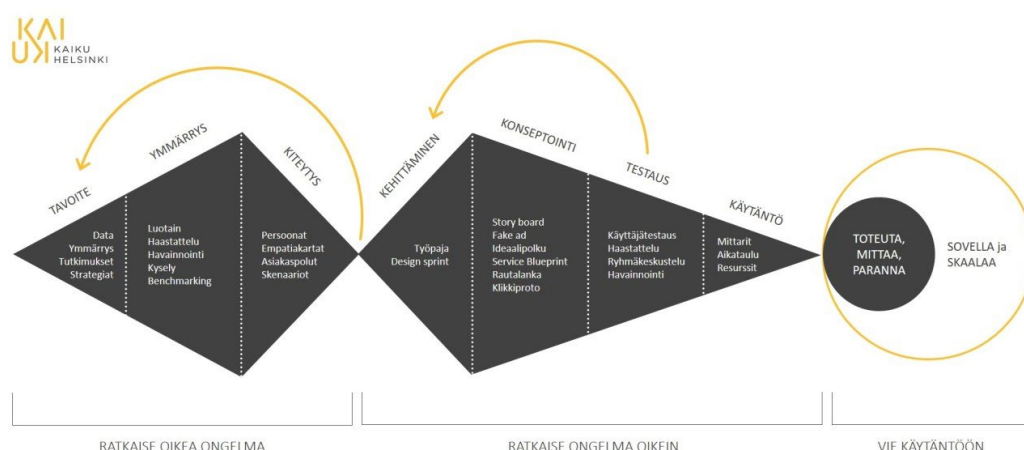 KAI
UKI
KAIKU
HELSINKI
TAVOITE
YMMÄRRYS
KITEYTYS
KEHITTÄMINEN
KONSEPTOINTI
TESTAUS
KÄYTÄNTÖ
Data
Ymmärrys
Tutkimukset
Strategiat
Luotain
Haastattelu
Havainnointi
Kysely
Benchmarking
Persoonat
Empatiakartat
Asiakaspolut
Skenaariot
Työpaja
Design sprint
Story board
Fake ad
Ideaalipolku
Service Blueprint
Rautalanka
Klikkiproto
Käyttäjätestaus
Haastattelu
Ryhmäkeskustelu
Havainnointi
Mittarit
Aikataulu
Resurssit
TOTEUTA,
MITTAA,
PARANNA
SOVELLA ja
SKAALAA
RATKAISE OIKEA ONGELMA
RATKAISE ONGELMA OIKEIN
VIE KÄYTÄNTÖÖN